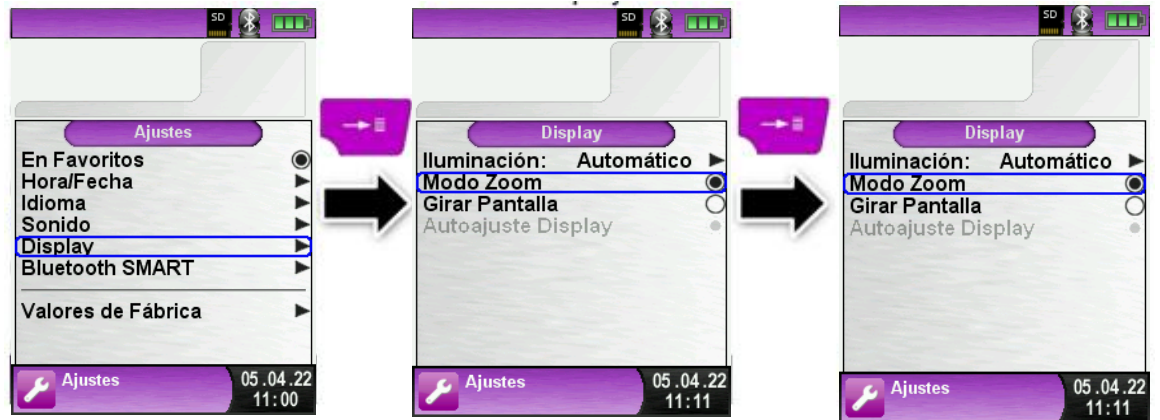 SD
Ajustes
En Favoritos
Hora/Fecha
Idioma
Sonido
Display
Bluetooth SMART
Valores de Fábrica
Ajustes
05.04.22
11:00
SD
Display
Iluminación: Automático
Modo Zoom
Girar Pantalla
Autoajuste Display
Ajustes
05.04.22
11:11
SD
Display
Iluminación: Automático
Modo Zoom
Girar Pantalla
Autoajuste Display
Ajustes
05.04.22
11:11